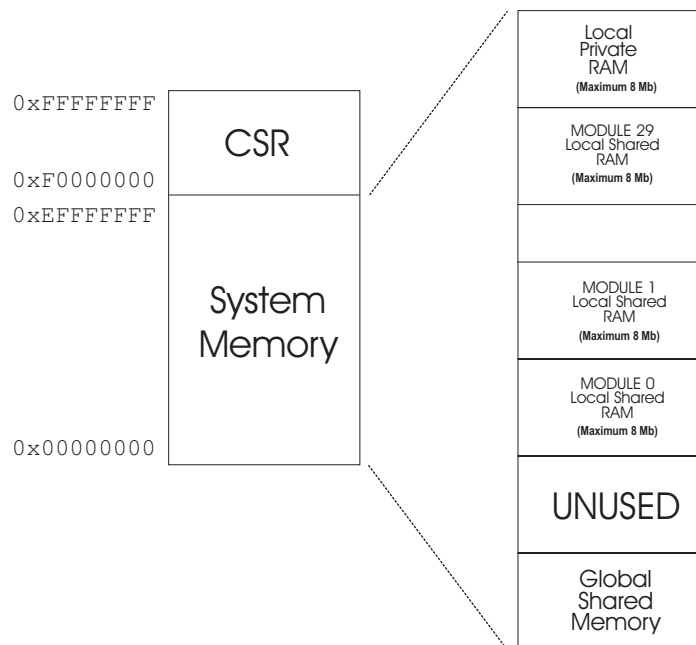 0xFFFFFFFF
0xF0000000
0xEFFFFFFF
0x00000000
CSR
System
Memory
Local
Private
RAM
(Maximum 8 Mb)
MODULE 29
Local Shared
RAM
(Maximum 8 Mb)
MODULE 1
Local Shared
RAM
(Maximum 8 Mb)
MODULE 0
Local Shared
RAM
(Maximum 8 Mb)
UNUSED
Global
Shared
Memory